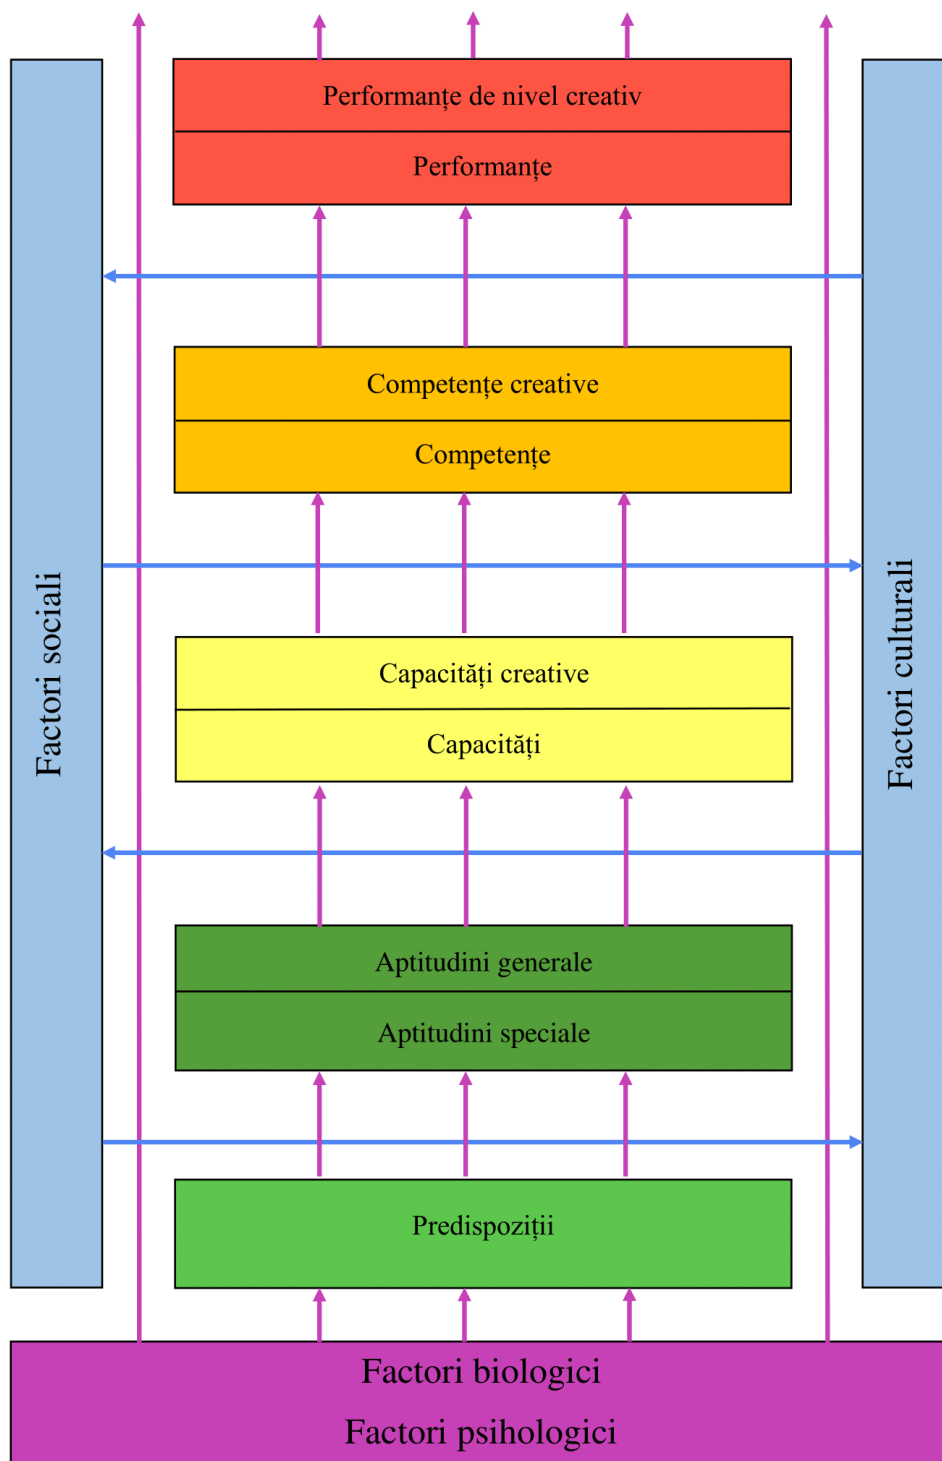 Performanțe de nivel creativ
Performanțe
Competențe creative
Competențe
Factori sociali
Factori culturali
Capacități creative
Capacități
Aptitudini generale
Aptitudini speciale
Predispoziții
Factori biologici
Factori psihologici